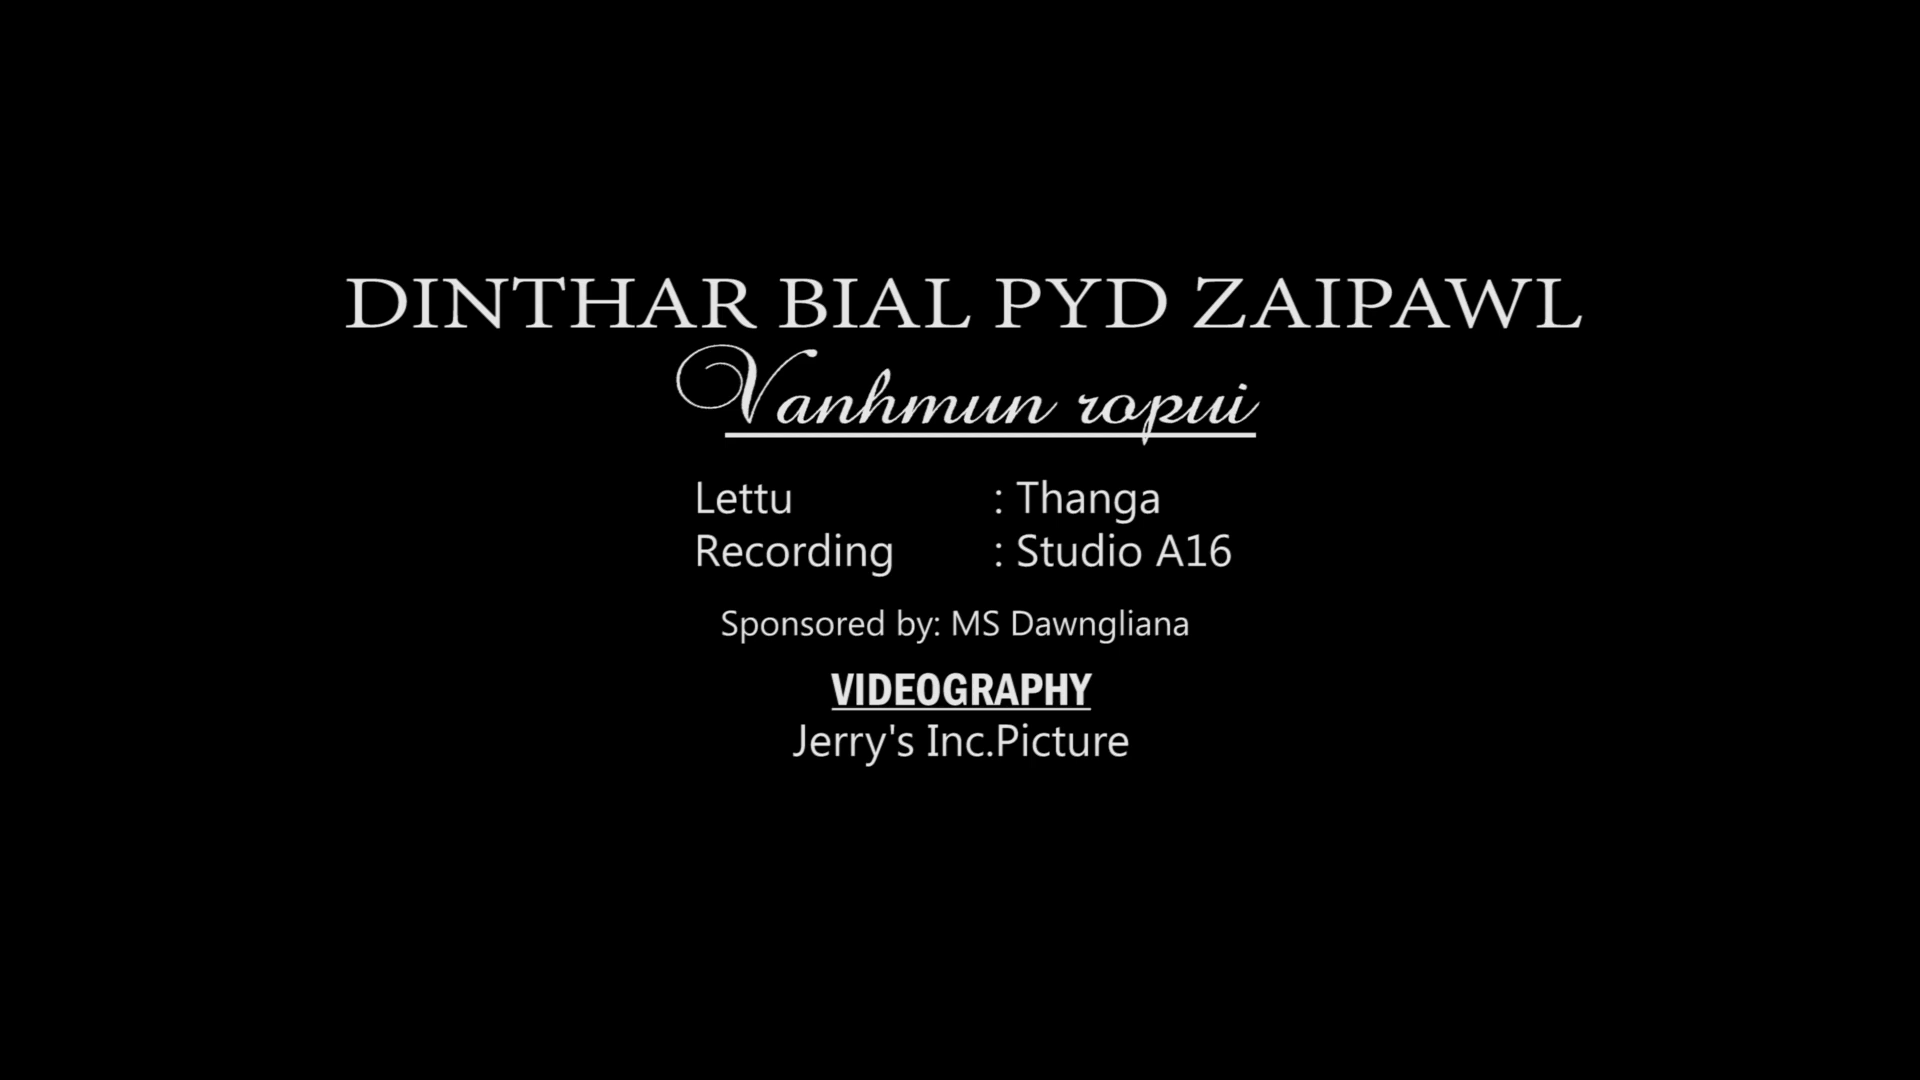 DINTHAR BIAL PYD ZAIPAWL
Vanhmun ropui
Lettu : Thanga
Recording : Studio A16
Sponsored by: MS Dawngliana
VIDEOGRAPHY
Jerry's Inc.Picture